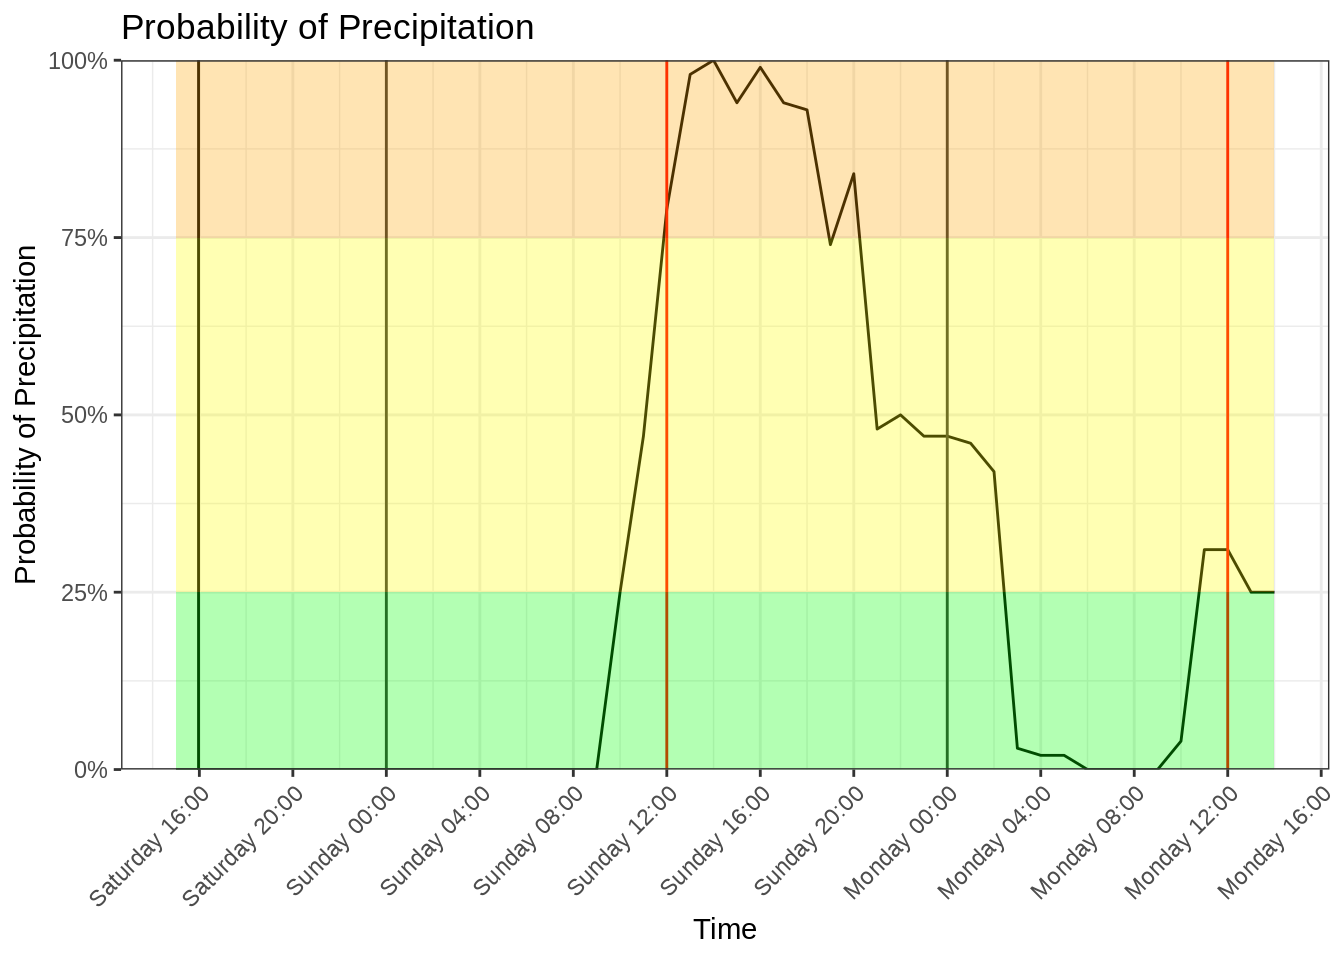 Probability of Precipitation
Probability of Precipitation
100%
75%
50%
25%
0%
Saturday 16:00
Saturday 20:00
Sunday 00:00
Sunday 04:00
Sunday 08:00
Sunday 12:00
Sunday 16:00
Sunday 20:00
Monday 00:00
Monday 04:00
Monday 08:00
Monday 12:00
Monday 16:00
Time